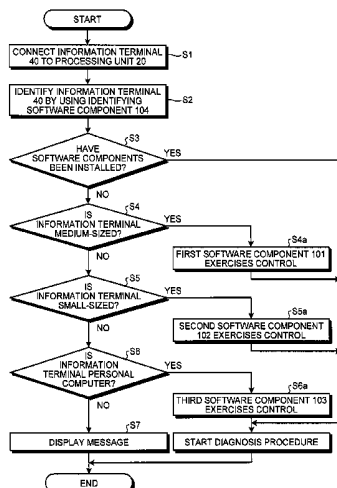 START
CONNECT INFORMATION TERMINAL
40 TO PROCESSING UNIT 20
S1
IDENTIFY INFORMATION TERMINAL
40 BY USING IDENTIFYING
SOFTWARE COMPONENT 104
S2
S3
HAVE
SOFTWARE COMPONENTS
BEEN INSTALLED?
YES
NO
S4
IS
INFORMATION TERMINAL
MEDIUM-SIZED?
YES
NO
S4a
FIRST SOFTWARE COMPONENT 101
EXERCISES CONTROL
S5
IS
INFORMATION TERMINAL
SMALL-SIZED?
YES
NO
S5a
SECOND SOFTWARE COMPONENT
102 EXERCISES CONTROL
S6
IS
INFORMATION
TERMINAL PERSONAL
COMPUTER?
YES
NO
S6a
THIRD SOFTWARE COMPONENT 103
EXERCISES CONTROL
S7
DISPLAY MESSAGE
START DIAGNOSIS PROCEDURE
END